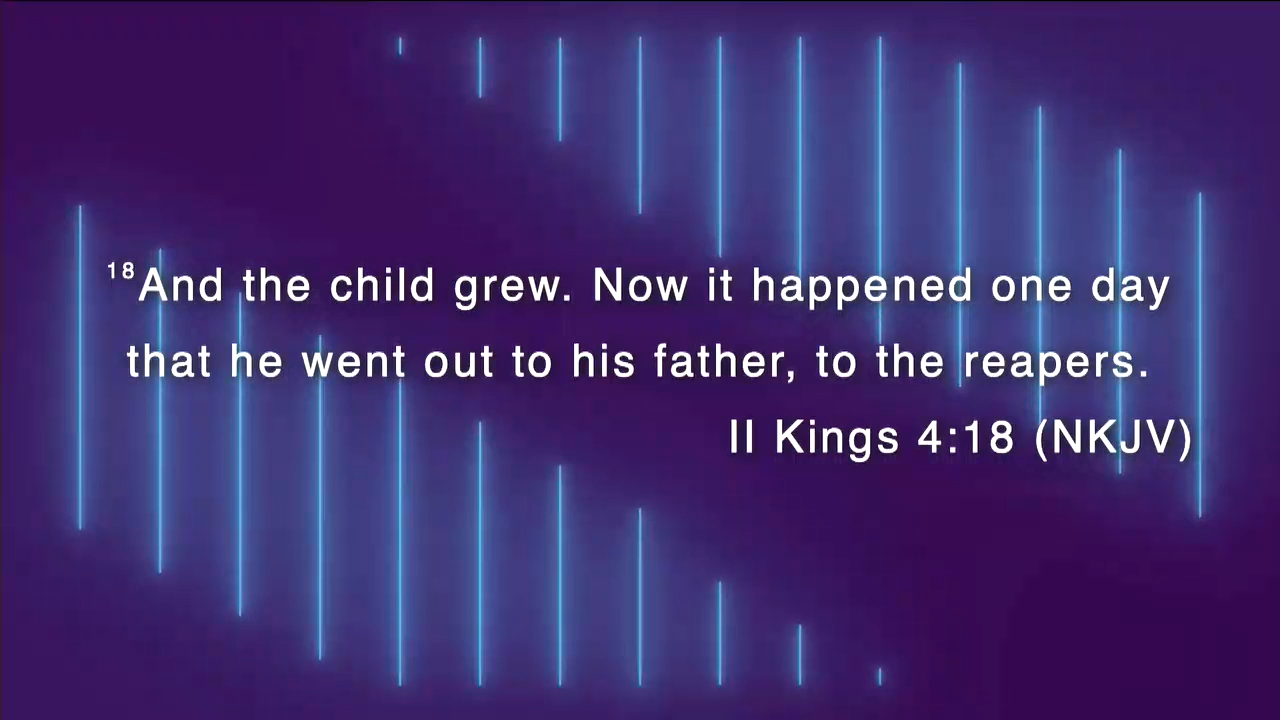 18And the child grew. Now it happened one day
that he went out to his father, to the reapers.
II Kings 4:18 (NKJV)